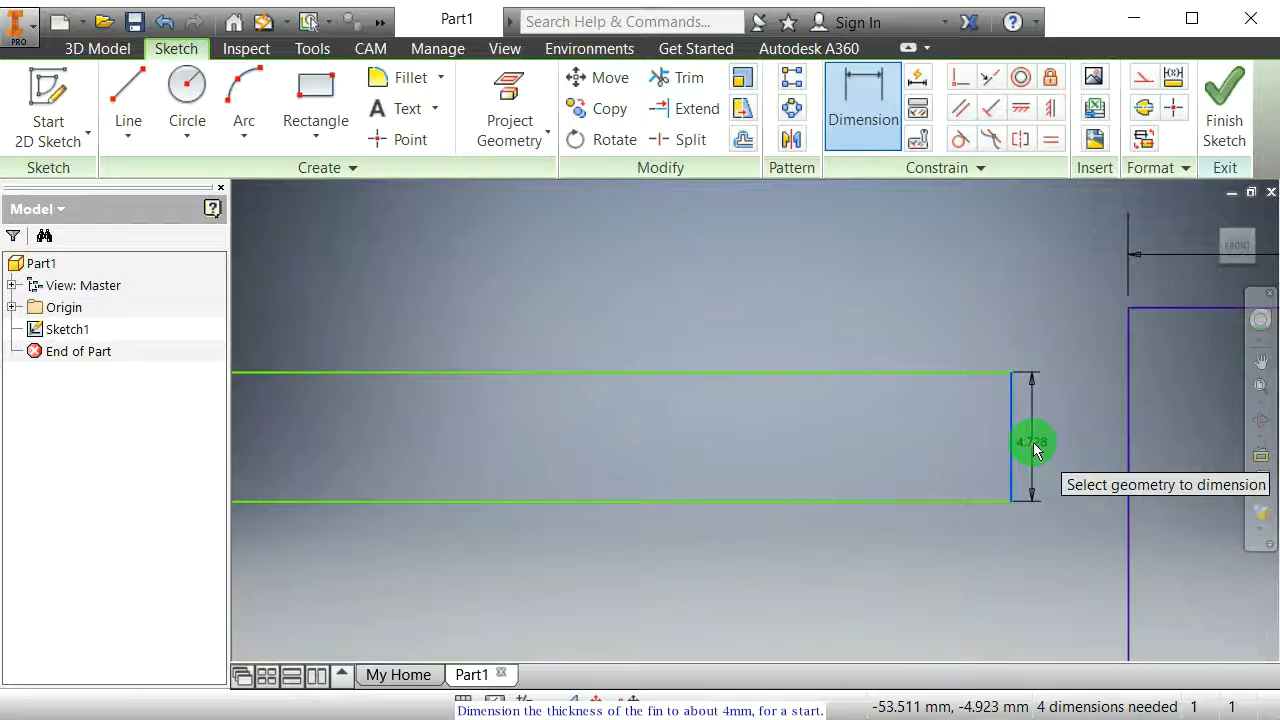 Part1
Search Help & Commands...
Sign In
PRO
3D Model
Sketch
Inspect
Tools
CAM
Manage
View
Environments
Get Started
Autodesk A360
Start
2D Sketch
Line
Circle
Arc
Rectangle
Fillet
Text
Point
Project
Geometry
Move
Copy
Rotate
Trim
Extend
Split
Dimension
Finish
Sketch
Sketch
Create
Modify
Pattern
Constrain
Insert
Format
Exit
Model
Part1
View: Master
Origin
Sketch1
End of Part
FRONT
4.728
Select geometry to dimension
My Home
Part1
-53.511 mm, -4.923 mm
4 dimensions needed
1
1
Dimension the thickness of the fin to about 4mm, for a start.